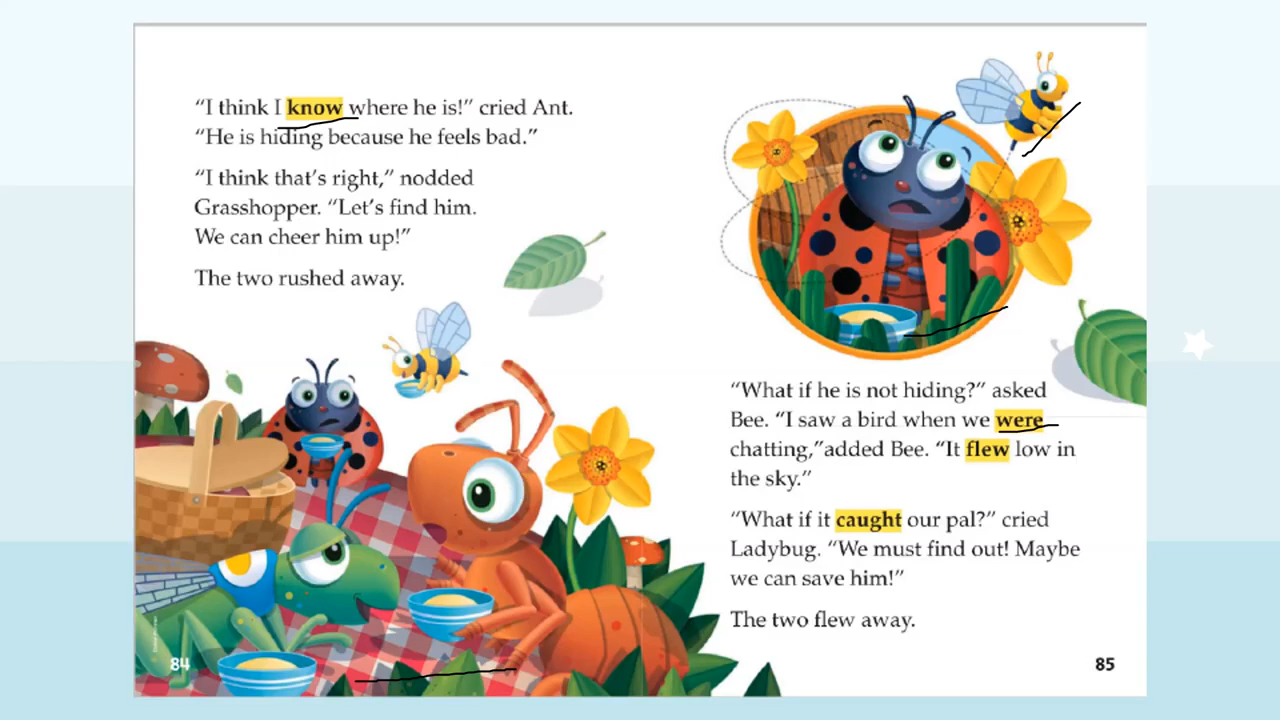 “I think I know where he is!” cried Ant.
“He is hiding because he feels bad.”
“I think that’s right,” nodded
Grasshopper. “Let’s find him.
We can cheer him up!”
The two rushed away.
84
“What if he is not hiding?” asked
Bee. “I saw a bird when we were
chatting,”added Bee. “It flew low in
the sky.”
“What if it caught our pal?” cried
Ladybug. “We must find out! Maybe
we can save him!”
The two flew away.
85